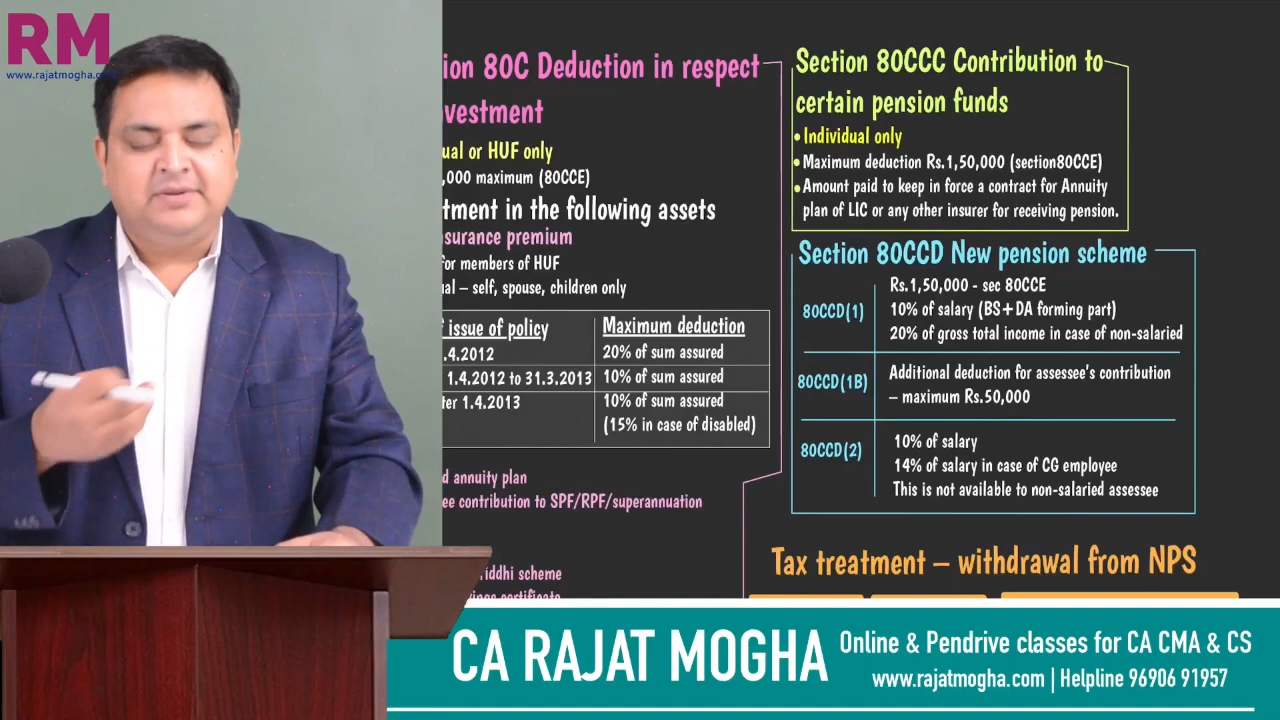 RM
www.rajatmogha.c
ion 80C Deduction in respect
vestment
ual or HUF only
,000 maximum (80CCE)
tment in the following assets
surance premium
for members of HUF
ual – self, spouse, children only
f issue of policy
Maximum deduction
.4.2012
20% of sum assured
1.4.2012 to 31.3.2013
10% of sum assured
ter 1.4.2013
10% of sum assured
(15% in case of disabled)
d annuity plan
ee contribution to SPF/RPF/superannuation
riddhi scheme
vings certificate
Section 80CCC Contribution to
certain pension funds
• Individual only
• Maximum deduction Rs.1,50,000 (section80CCE)
• Amount paid to keep in force a contract for Annuity
plan of LIC or any other insurer for receiving pension.
Section 80CCD New pension scheme
80CCD(1)
Rs.1,50,000 - sec 80CCE
10% of salary (BS+DA forming part)
20% of gross total income in case of non-salaried
80CCD(1B)
Additional deduction for assessee's contribution
– maximum Rs.50,000
80CCD(2)
10% of salary
14% of salary in case of CG employee
This is not available to non-salaried assessee
Tax treatment – withdrawal from NPS
CA RAJAT MOGHA
Online & Pendrive classes for CA CMA & CS
www.rajatmogha.com | Helpline 96906 91957